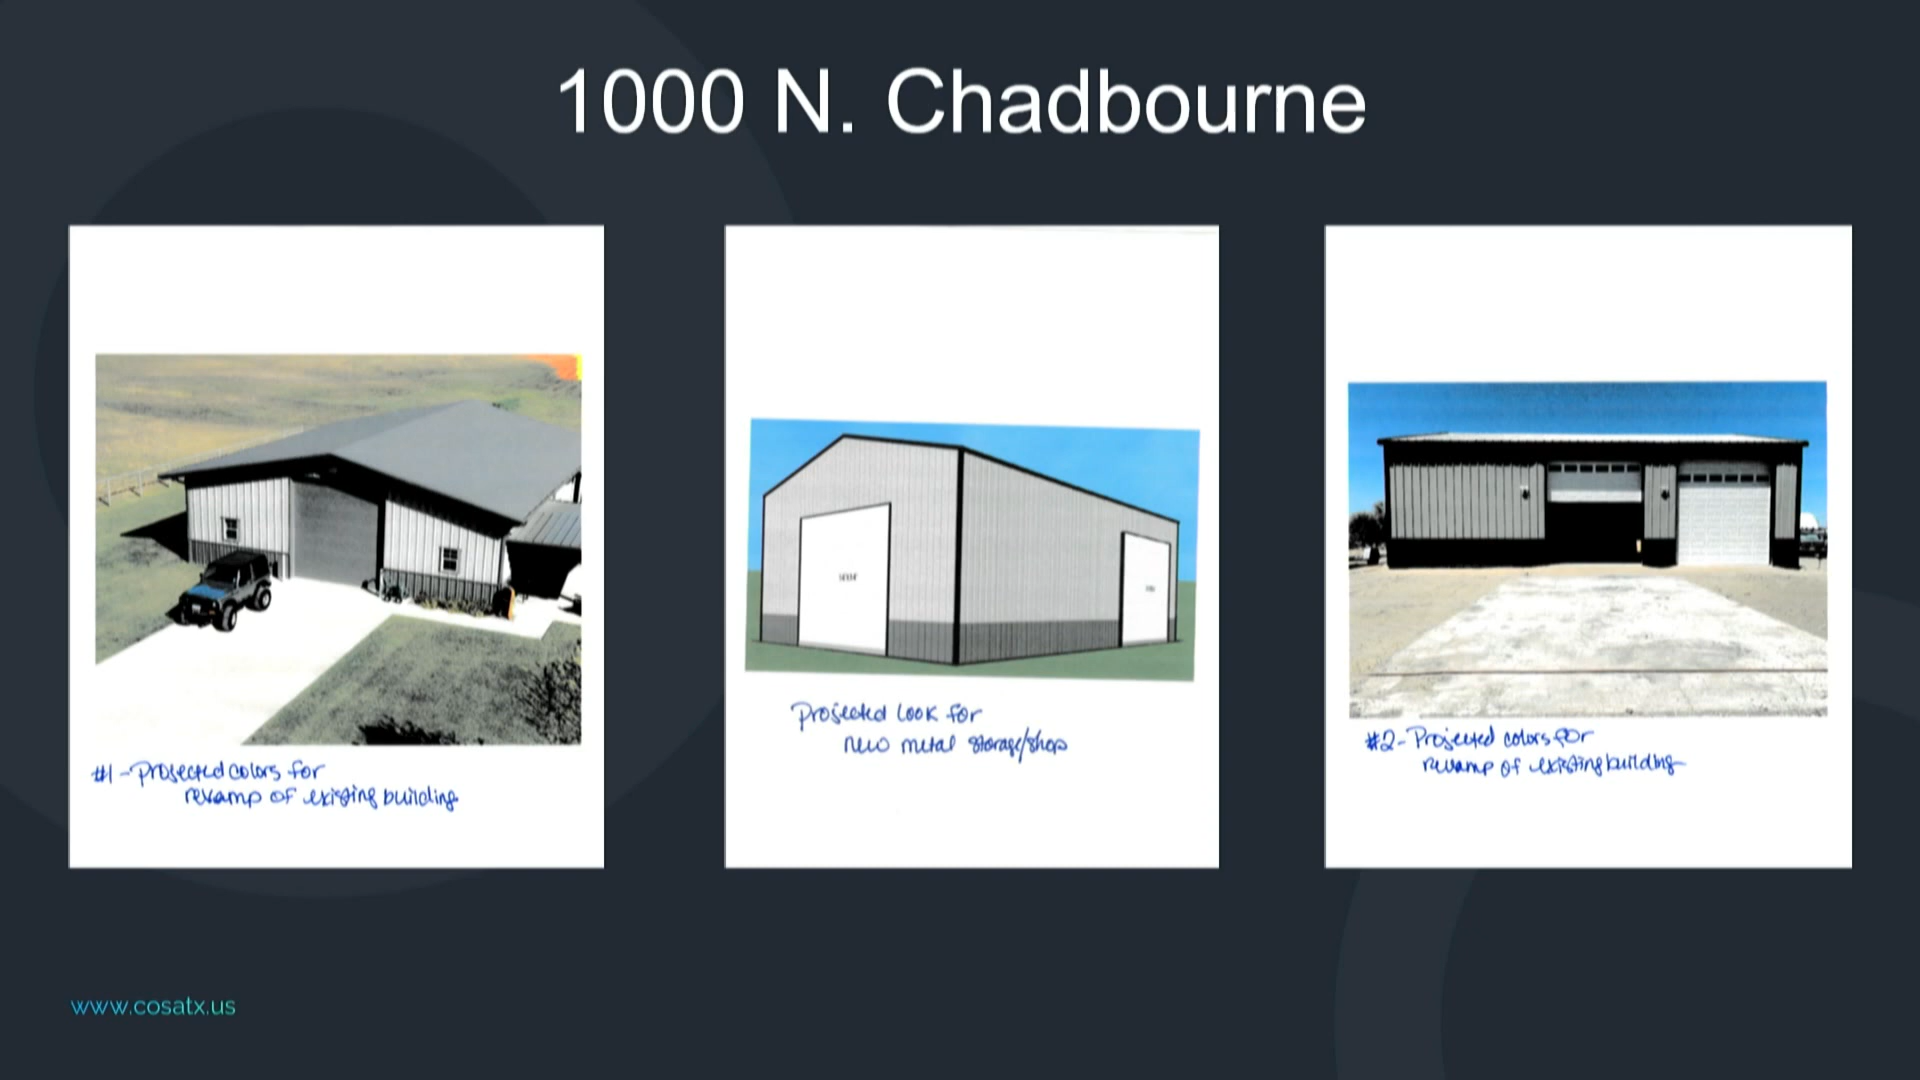 1000 N. Chadbourne
#1 - Projected colors for
revamp of existing building
Projected look for
new metal storage/shop
#2 - Projected colors for
revamp of existing building
www.cosatx.us